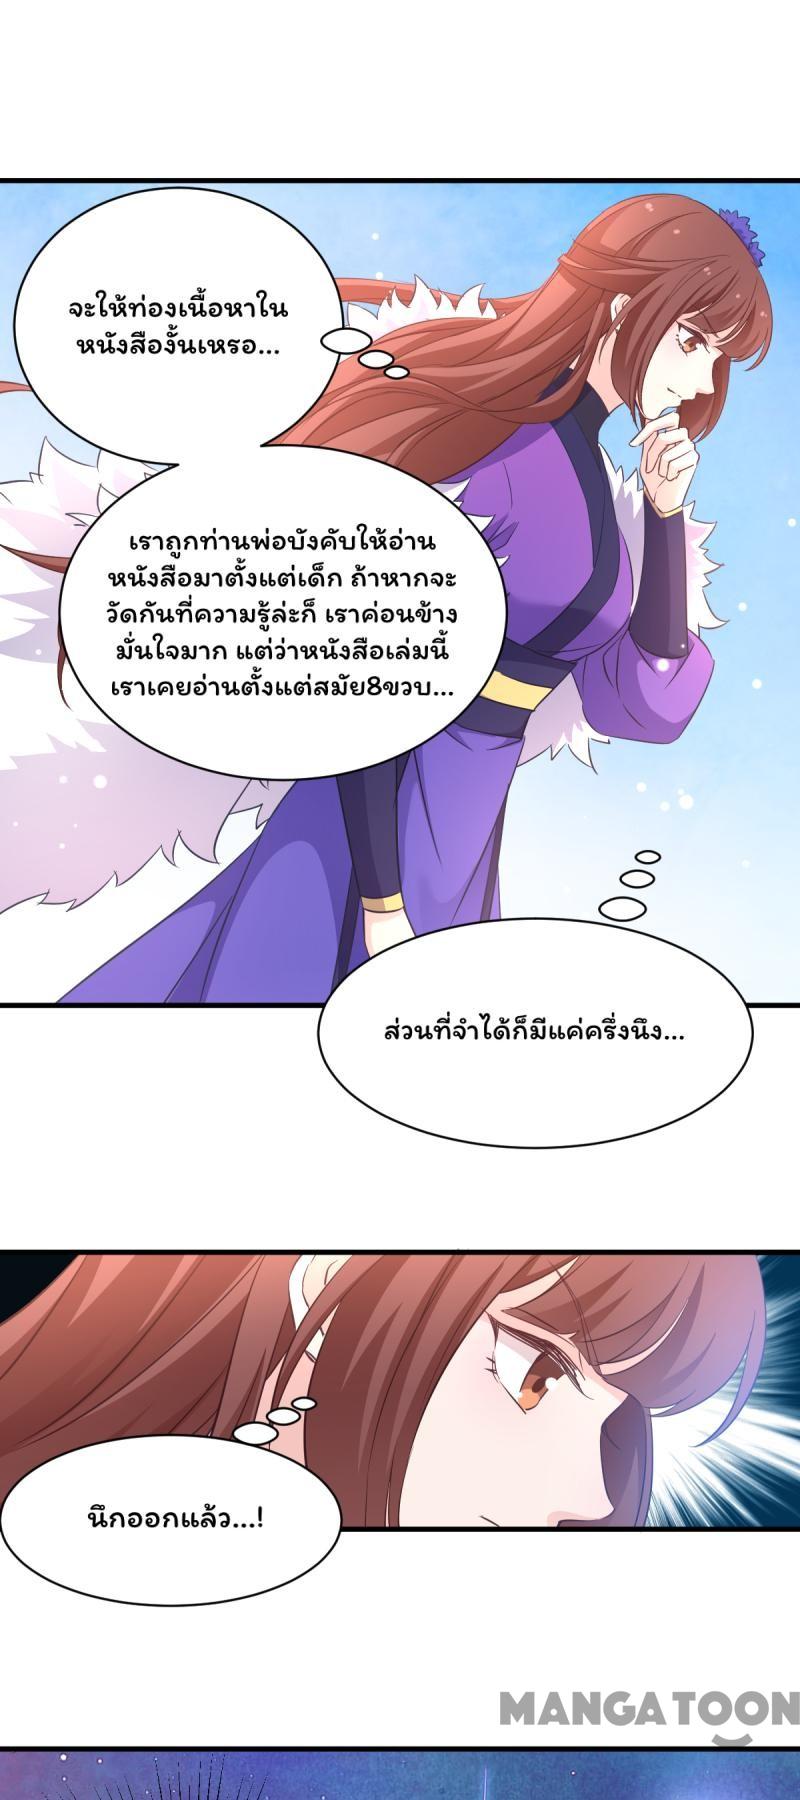 จะให้ท่องเนื้อหาใน
หนังสืองั้นเหรอ...
เราถูกท่านพ่อบังคับให้อ่าน
หนังสือมาตั้งแต่เด็ก ถ้าหากจะ
วัดกันที่ความรู้ล่ะก็ เราค่อนข้าง
มั่นใจมาก แต่ว่าหนังสือเล่มนี้
เราเคยอ่านตั้งแต่สมัย8ขวบ...
ส่วนที่จำได้ก็มีแค่ครึ่งนึง...
นึกออกแล้ว...!
MANGATOON